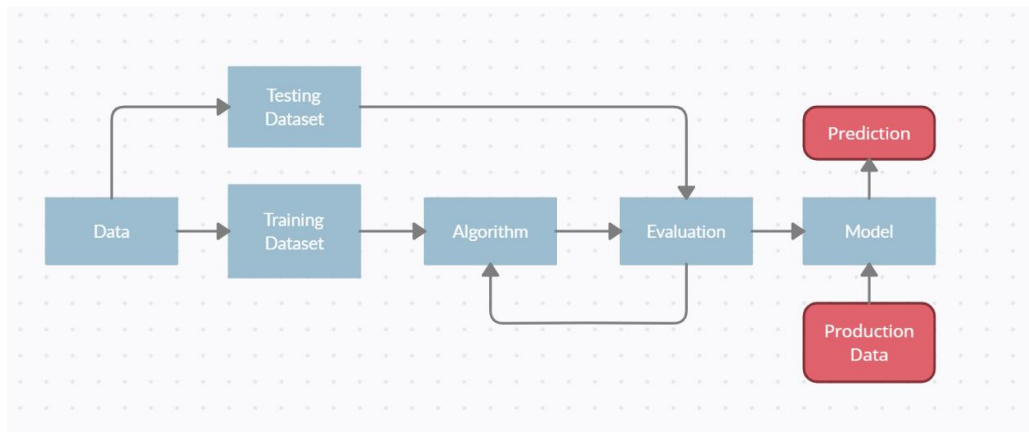 Testing
Dataset
Prediction
Data
Training
Dataset
Algorithm
Evaluation
Model
Production
Data